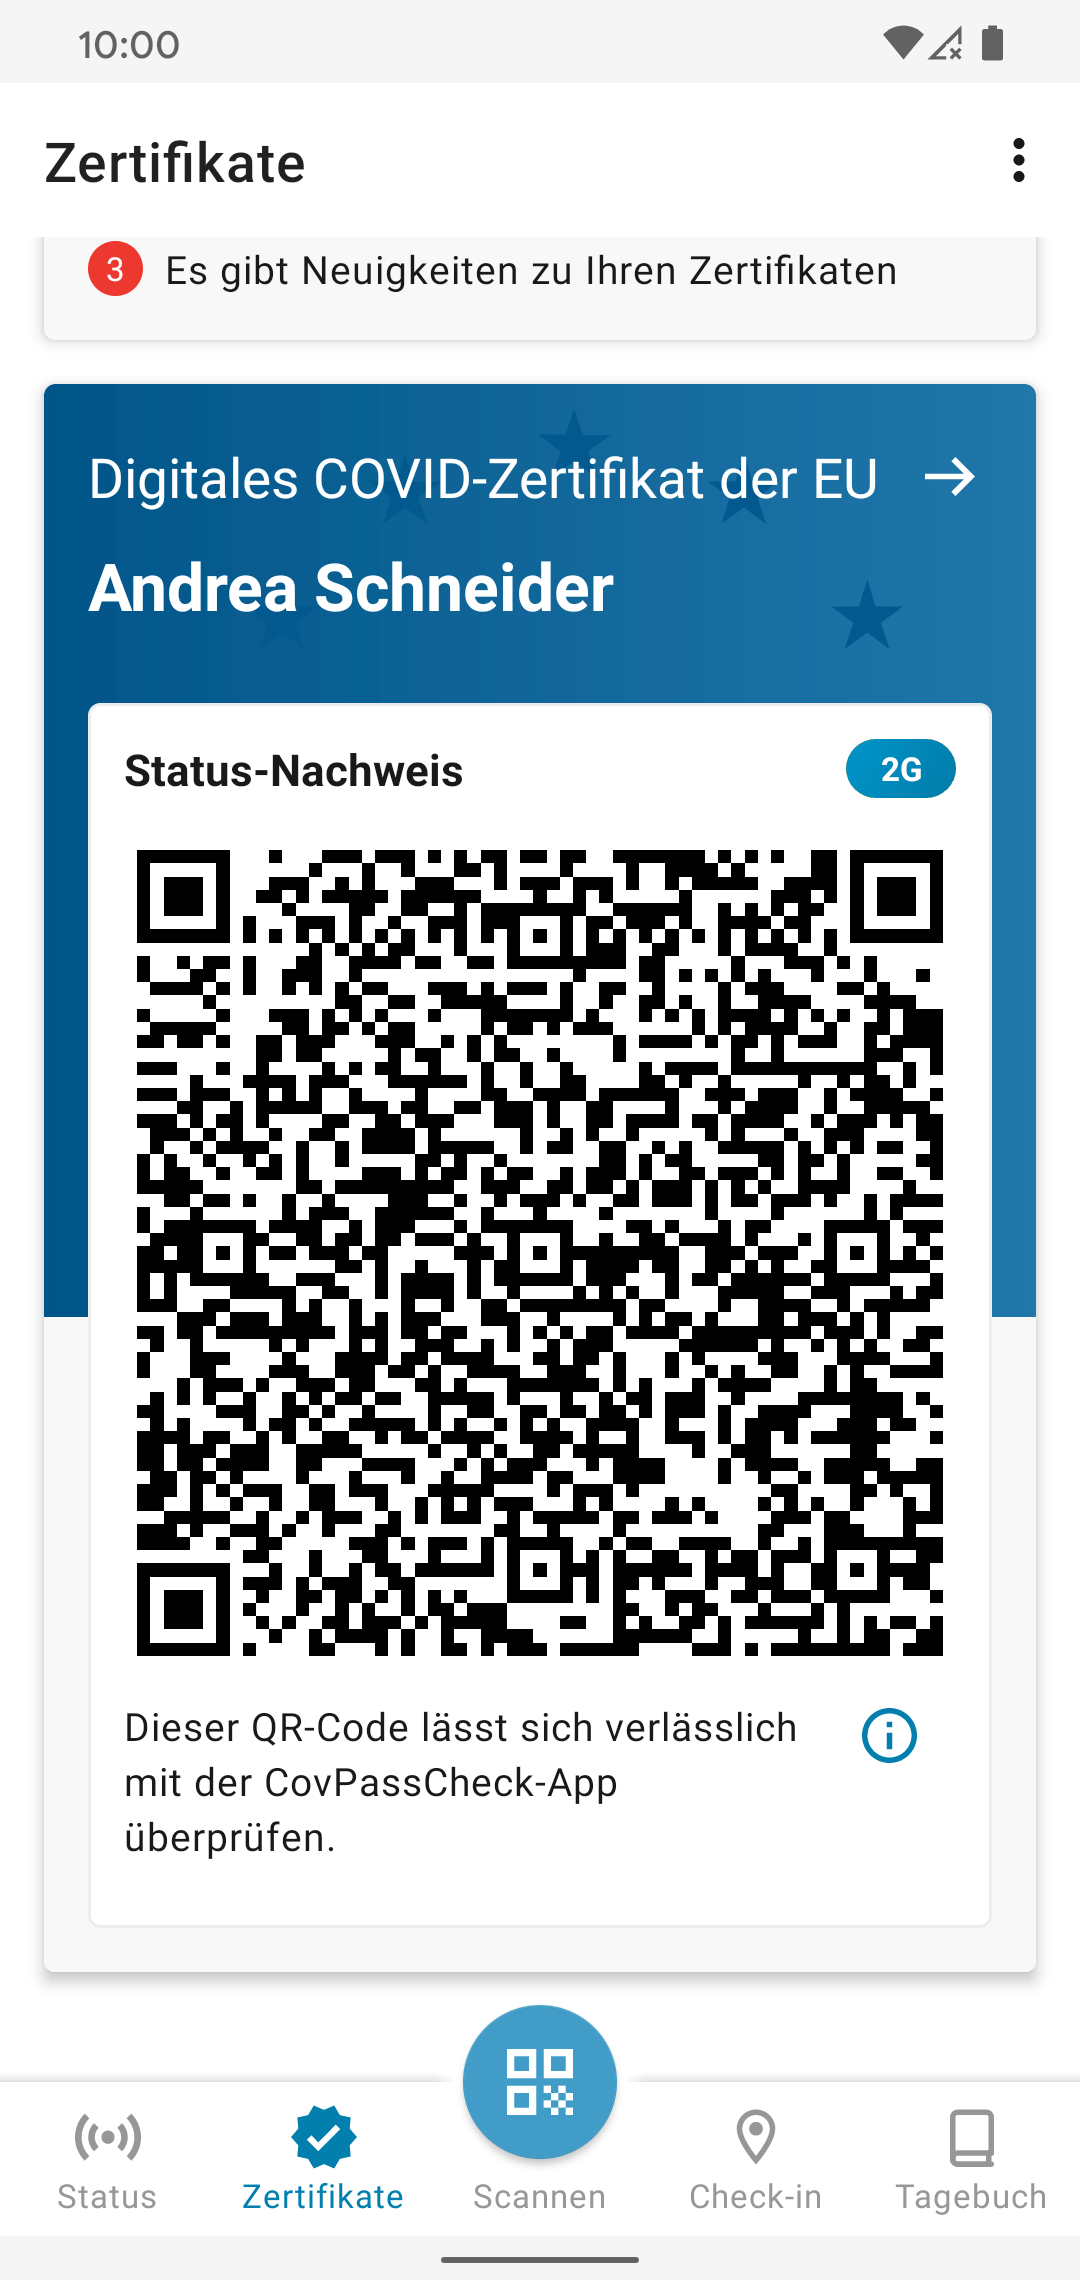 10:00
Zertifikate
3 Es gibt Neuigkeiten zu Ihren Zertifikaten
Digitales COVID-Zertifikat der EU
Andrea Schneider
Status-Nachweis
2G
Dieser QR-Code lässt sich verlässlich
mit der CovPassCheck-App
überprüfen.
Status
Zertifikate
Scannen
Check-in
Tagebuch